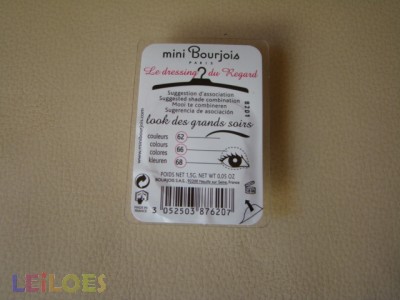 mini Bourjois
PARIS
Le dressing du Regard
Suggestion d'association
Suggested shade combination
Mooi te combineren
Sugerencia de asociación
look des grands soirs
couleurs 62
colours
colores 66
kleuren 68
8201
POIDS NET 1,5G. NET WT 0,05 OZ
3 052503 876207
LEILOES